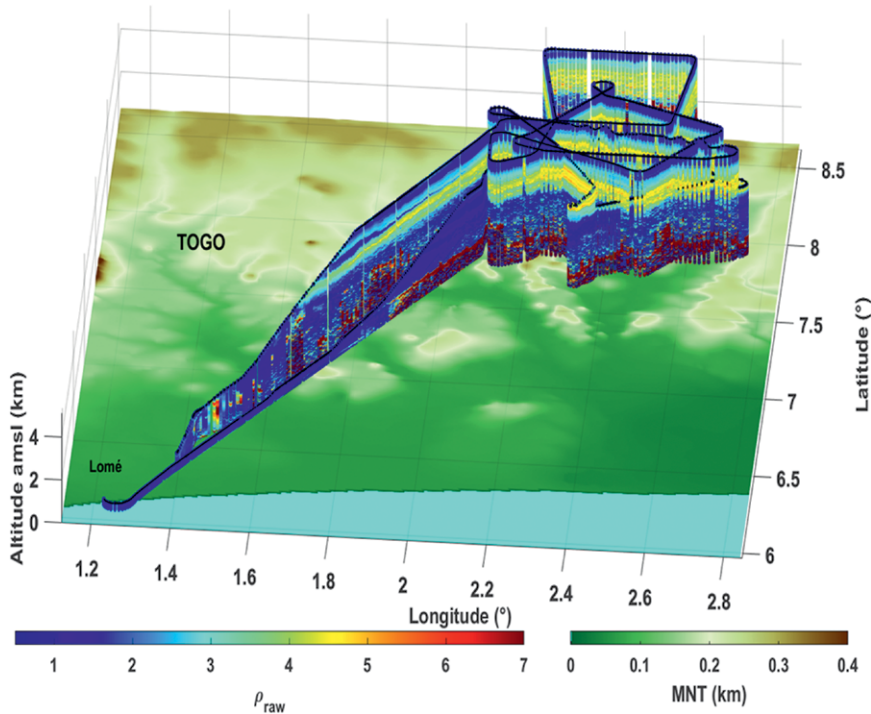 TOGO
Lomé
Altitude amsl (km)
4
2
0
8.5
8
7.5
7
6.5
6
Latitude (°)
1.2 1.4 1.6 1.8 2 2.2 2.4 2.6 2.8
Longitude (°)
1 2 3 4 5 6 7
ρraw
0 0.1 0.2 0.3 0.4
MNT (km)